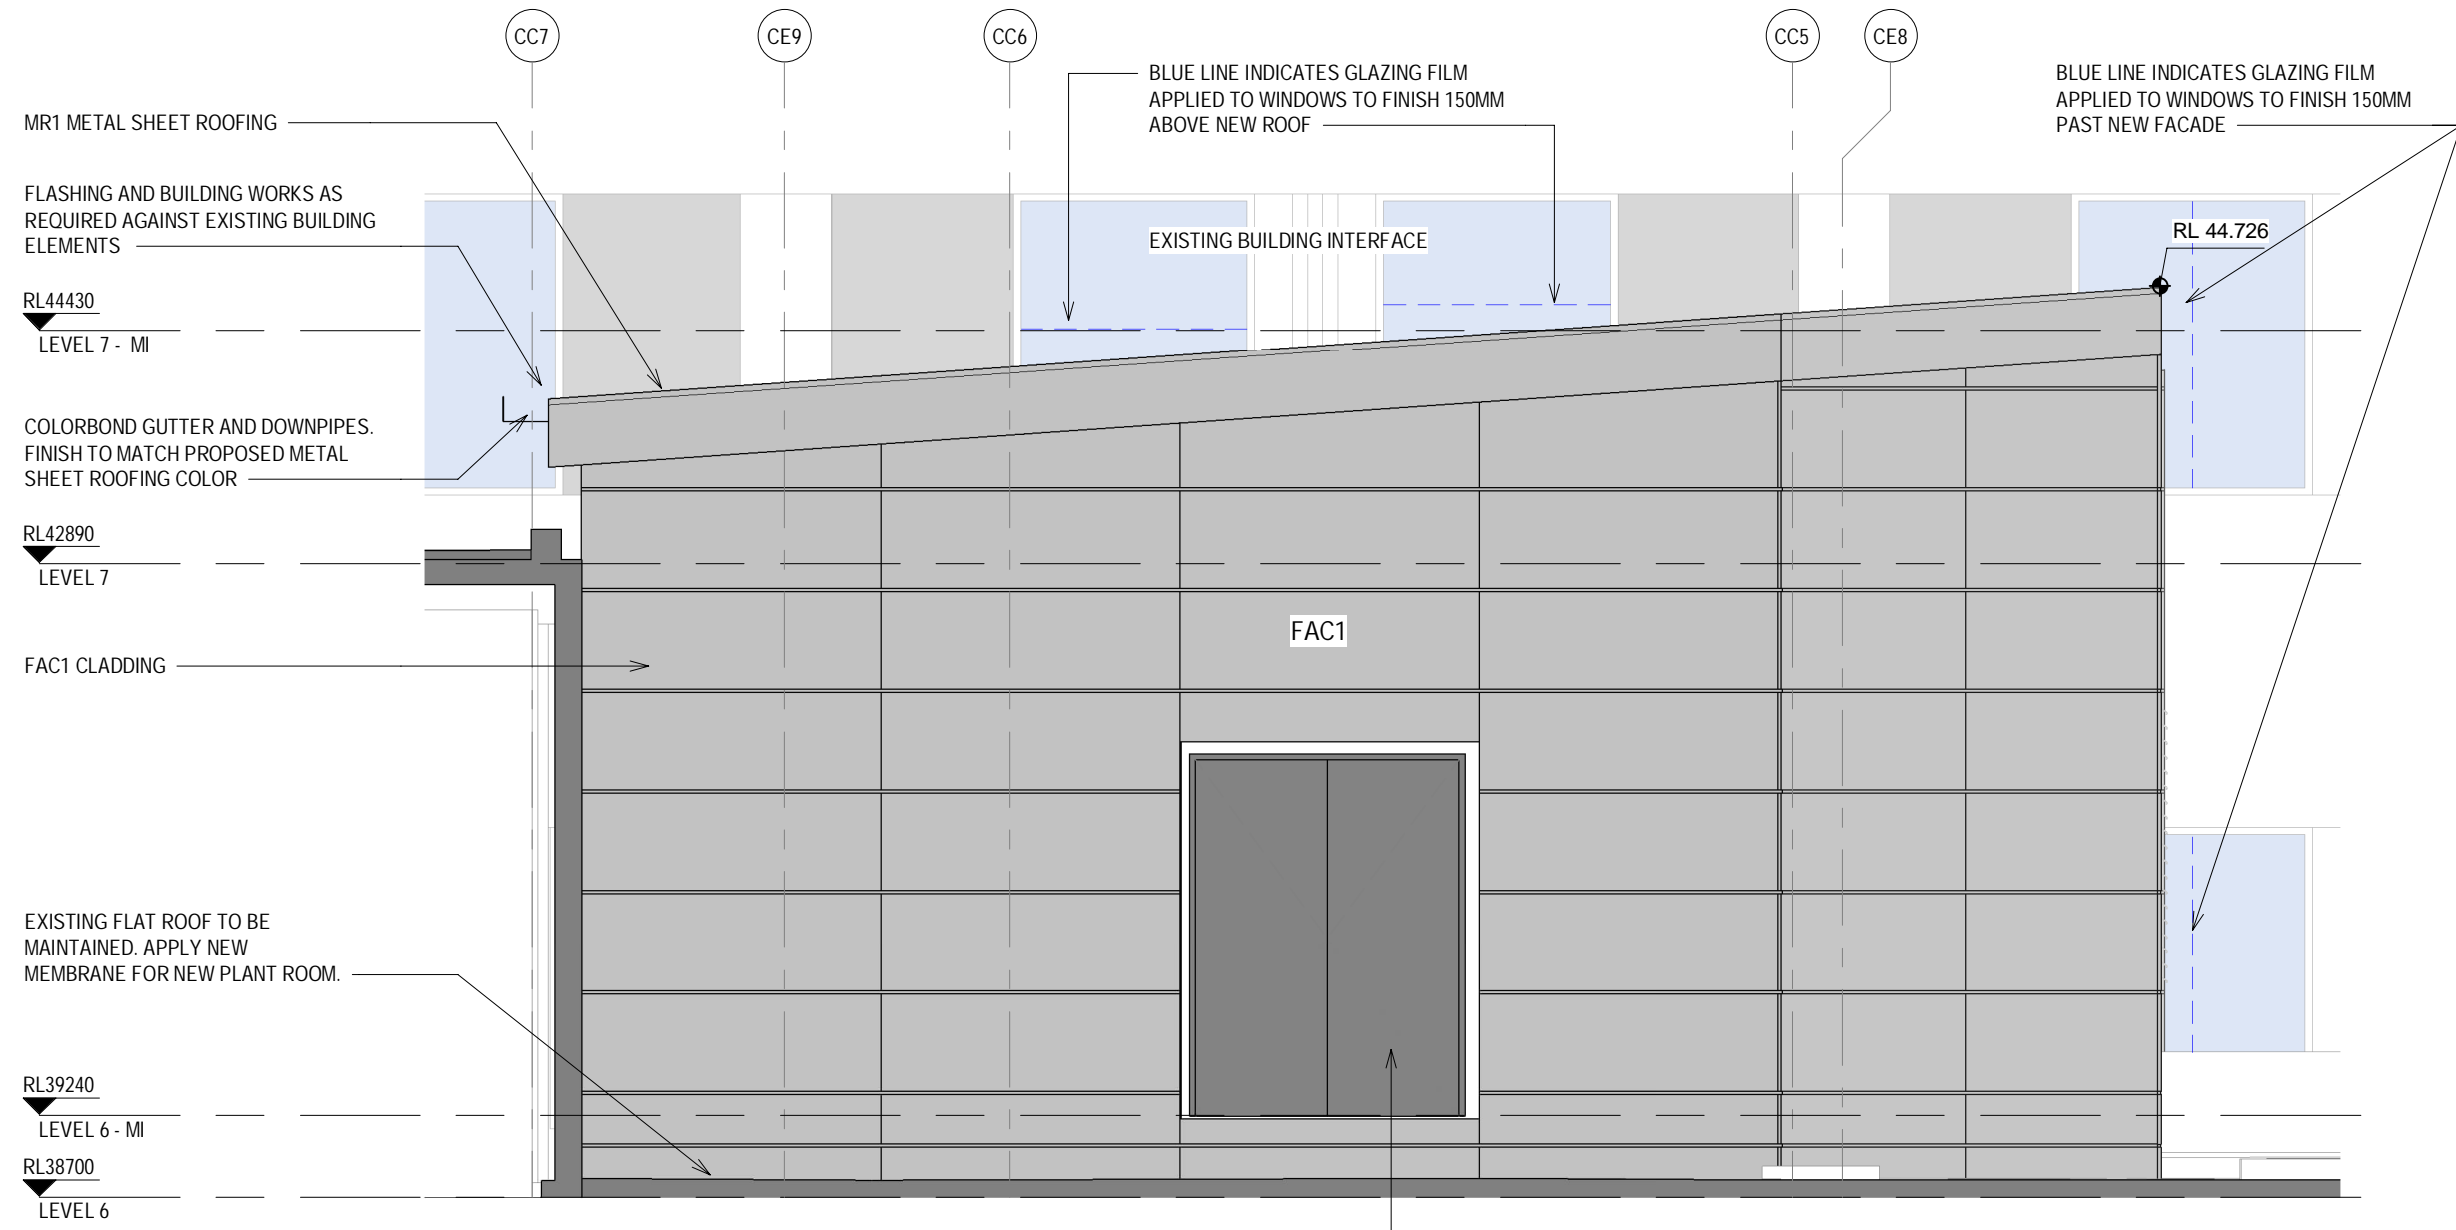 CC7
CE9
CC6
CC5
CE8
BLUE LINE INDICATES GLAZING FILM
APPLIED TO WINDOWS TO FINISH 150MM
ABOVE NEW ROOF
BLUE LINE INDICATES GLAZING FILM
APPLIED TO WINDOWS TO FINISH 150MM
PAST NEW FACADE
MR1 METAL SHEET ROOFING
FLASHING AND BUILDING WORKS AS
REQUIRED AGAINST EXISTING BUILDING
ELEMENTS
EXISTING BUILDING INTERFACE
RL 44.726
RL44430
LEVEL 7 - MI
COLORBOND GUTTER AND DOWNPIPES.
FINISH TO MATCH PROPOSED METAL
SHEET ROOFING COLOR
RL42890
LEVEL 7
FAC1
FAC1 CLADDING
EXISTING FLAT ROOF TO BE
MAINTAINED. APPLY NEW
MEMBRANE FOR NEW PLANT ROOM.
RL39240
LEVEL 6 - MI
RL38700
LEVEL 6